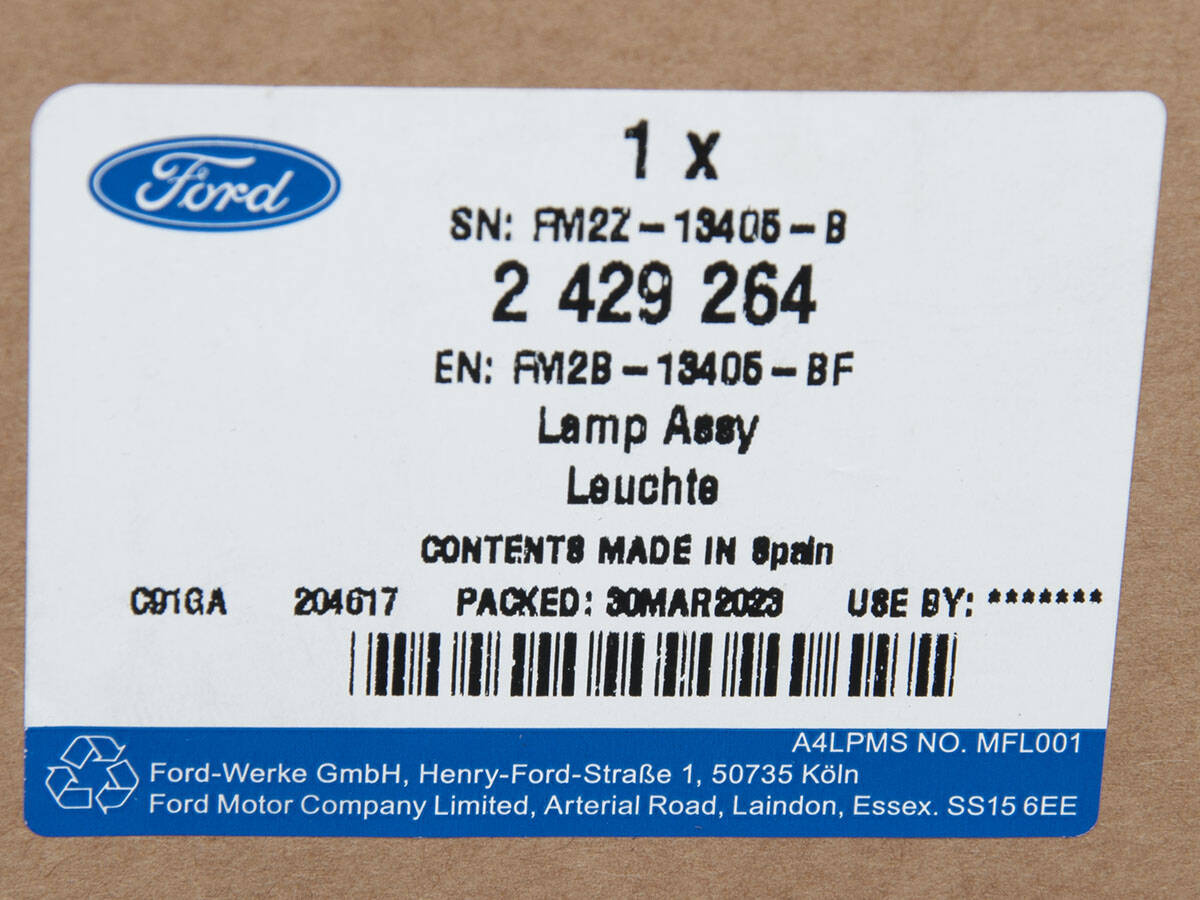 Ford
1 x
SN: FM2Z-13405-B
2 429 264
EN: FM2B-13405-BF
Lamp Assy
Leuchte
CONTENTS MADE IN Spain
C91GA 204617 PACKED: 30MAR2023 USE BY: *******
A4LPMS NO. MFL001
Ford-Werke GmbH, Henry-Ford-Straße 1, 50735 Köln
Ford Motor Company Limited, Arterial Road, Laindon, Essex. SS15 6EE